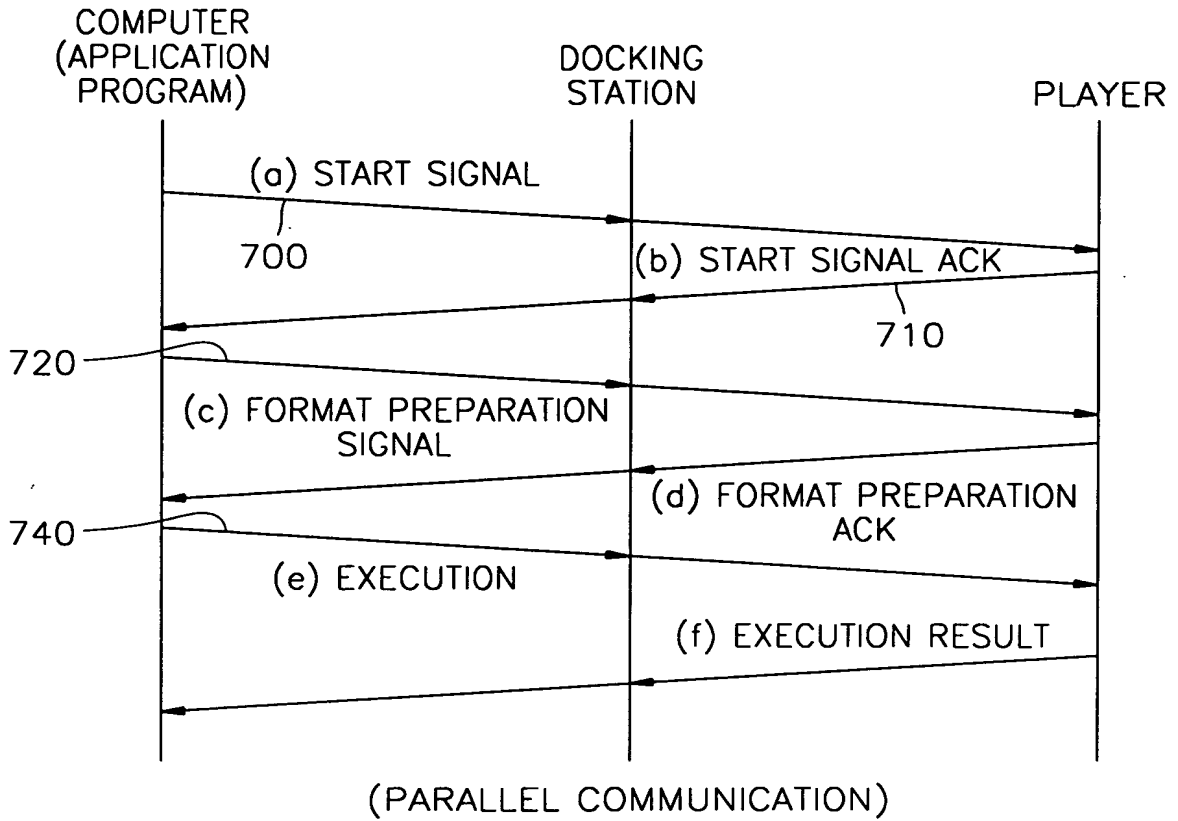 COMPUTER
(APPLICATION
PROGRAM)
DOCKING
STATION
PLAYER
(a) START SIGNAL
700
(b) START SIGNAL ACK
710
720
(c) FORMAT PREPARATION
SIGNAL
(d) FORMAT PREPARATION
ACK
740
(e) EXECUTION
(f) EXECUTION RESULT
(PARALLEL COMMUNICATION)